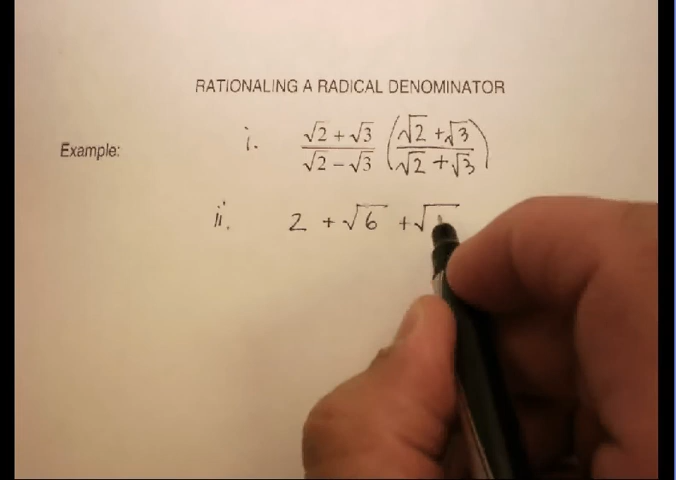 RATIONALING A RADICAL DENOMINATOR
Example:
i. √2 + √3 / √2 − √3 (√2 + √3 / √2 + √3)
ii. 2 + √6 + √